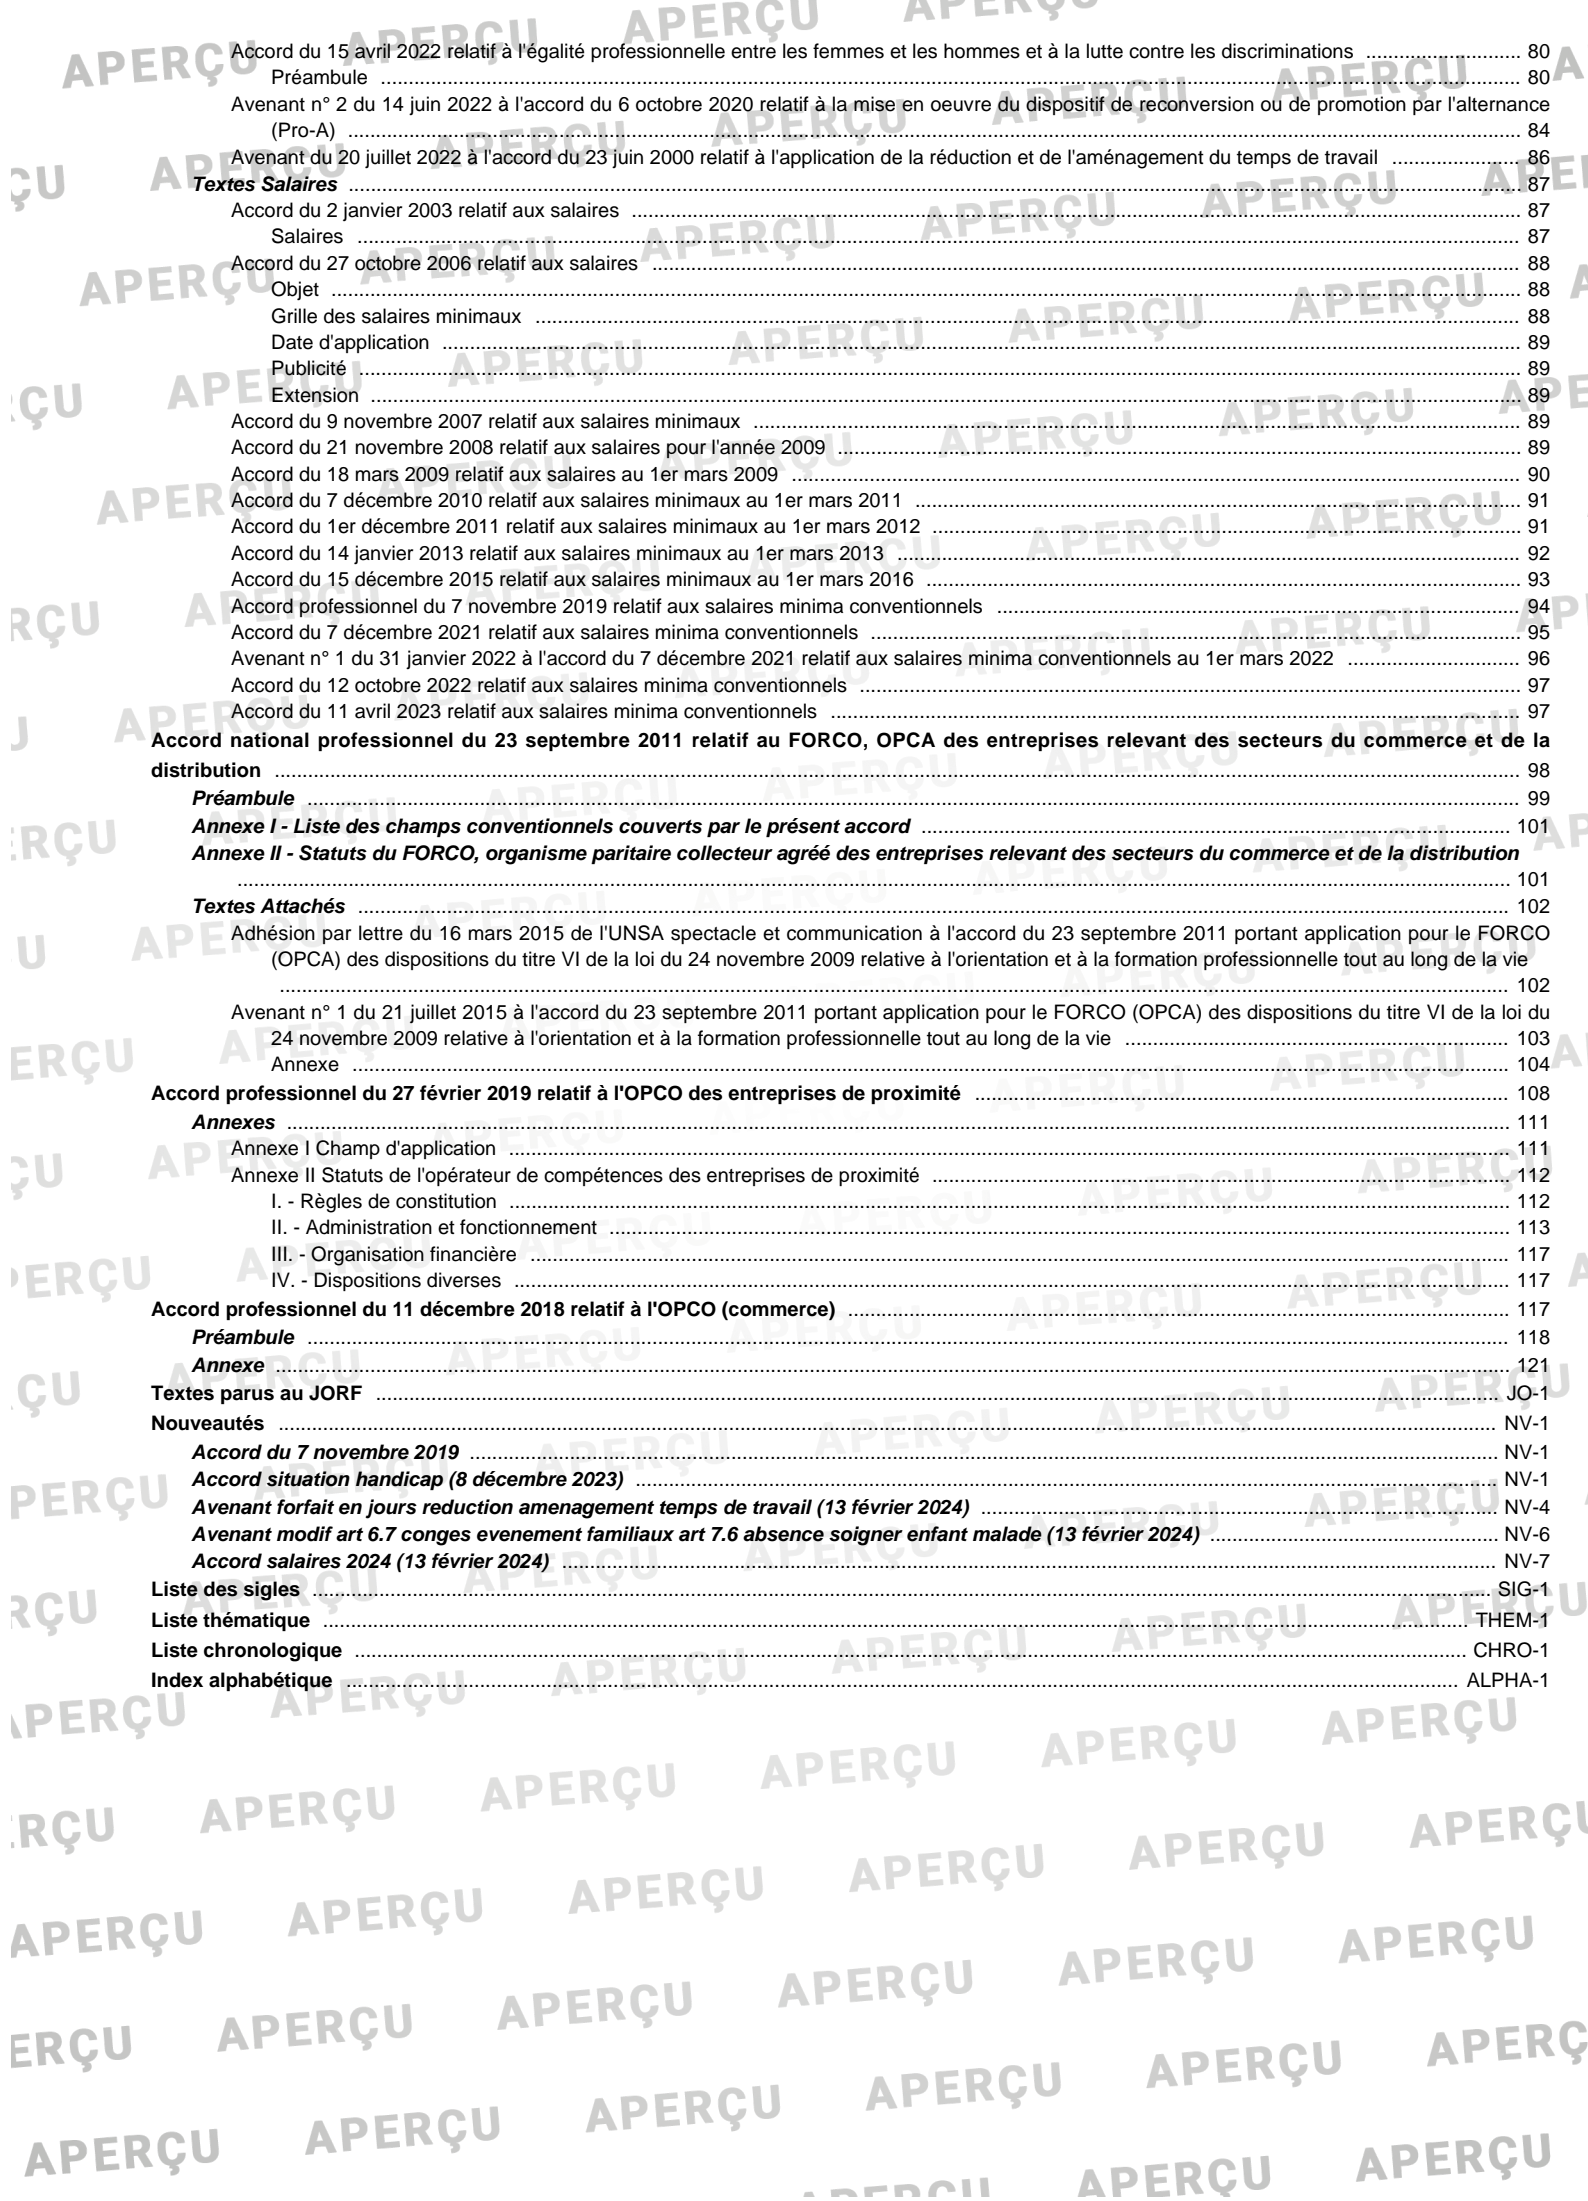 Accord du 15 avril 2022 relatif à l'égalité professionnelle entre les femmes et les hommes et à la lutte contre les discriminations ... 80
Préambule ... 80
Avenant n° 2 du 14 juin 2022 à l'accord du 6 octobre 2020 relatif à la mise en oeuvre du dispositif de reconversion ou de promotion par l'alternance
(Pro-A) ... 84
Avenant du 20 juillet 2022 à l'accord du 23 juin 2000 relatif à l'application de la réduction et de l'aménagement du temps de travail ... 86
Textes Salaires ... 87
Accord du 2 janvier 2003 relatif aux salaires ... 87
Salaires ... 87
Accord du 27 octobre 2006 relatif aux salaires ... 88
Objet ... 88
Grille des salaires minimaux ... 88
Date d'application ... 89
Publicité ... 89
Extension ... 89
Accord du 9 novembre 2007 relatif aux salaires minimaux ... 89
Accord du 21 novembre 2008 relatif aux salaires pour l'année 2009 ... 89
Accord du 18 mars 2009 relatif aux salaires au 1er mars 2009 ... 90
Accord du 7 décembre 2010 relatif aux salaires minimaux au 1er mars 2011 ... 91
Accord du 1er décembre 2011 relatif aux salaires minimaux au 1er mars 2012 ... 91
Accord du 14 janvier 2013 relatif aux salaires minimaux au 1er mars 2013 ... 92
Accord du 15 décembre 2015 relatif aux salaires minimaux au 1er mars 2016 ... 93
Accord professionnel du 7 novembre 2019 relatif aux salaires minima conventionnels ... 94
Accord du 7 décembre 2021 relatif aux salaires minima conventionnels ... 95
Avenant n° 1 du 31 janvier 2022 à l'accord du 7 décembre 2021 relatif aux salaires minima conventionnels au 1er mars 2022 ... 96
Accord du 12 octobre 2022 relatif aux salaires minima conventionnels ... 97
Accord du 11 avril 2023 relatif aux salaires minima conventionnels ... 97
Accord national professionnel du 23 septembre 2011 relatif au FORCO, OPCA des entreprises relevant des secteurs du commerce et de la
distribution ... 98
Préambule ... 99
Annexe I - Liste des champs conventionnels couverts par le présent accord ... 101
Annexe II - Statuts du FORCO, organisme paritaire collecteur agréé des entreprises relevant des secteurs du commerce et de la distribution
... 101
Textes Attachés ... 102
Adhésion par lettre du 16 mars 2015 de l'UNSA spectacle et communication à l'accord du 23 septembre 2011 portant application pour le FORCO
(OPCA) des dispositions du titre VI de la loi du 24 novembre 2009 relative à l'orientation et à la formation professionnelle tout au long de la vie
... 102
Avenant n° 1 du 21 juillet 2015 à l'accord du 23 septembre 2011 portant application pour le FORCO (OPCA) des dispositions du titre VI de la loi du
24 novembre 2009 relative à l'orientation et à la formation professionnelle tout au long de la vie ... 103
Annexe ... 104
Accord professionnel du 27 février 2019 relatif à l'OPCO des entreprises de proximité ... 108
Annexes ... 111
Annexe I Champ d'application ... 111
Annexe II Statuts de l'opérateur de compétences des entreprises de proximité ... 112
I. - Règles de constitution ... 112
II. - Administration et fonctionnement ... 113
III. - Organisation financière ... 117
IV. - Dispositions diverses ... 117
Accord professionnel du 11 décembre 2018 relatif à l'OPCO (commerce) ... 117
Préambule ... 118
Annexe ... 121
Textes parus au JORF ... JO-1
Nouveautés ... NV-1
Accord du 7 novembre 2019 ... NV-1
Accord situation handicap (8 décembre 2023) ... NV-1
Avenant forfait en jours reduction amenagement temps de travail (13 février 2024) ... NV-4
Avenant modif art 6.7 conges evenement familiaux art 7.6 absence soigner enfant malade (13 février 2024) ... NV-6
Accord salaires 2024 (13 février 2024) ... NV-7
Liste des sigles ... SIG-1
Liste thématique ... THEM-1
Liste chronologique ... CHRO-1
Index alphabétique ... ALPHA-1
APERÇU